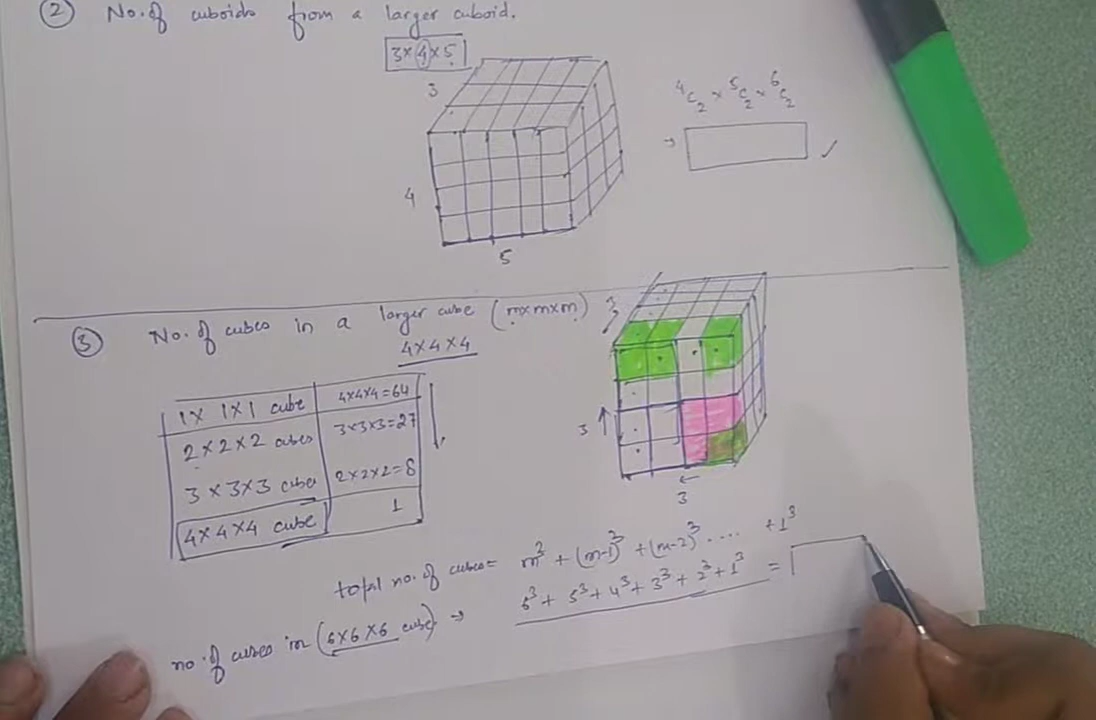 ② No. of cuboids from a larger cuboid.
3×4×5
3
4
5
⁴C₂ × ⁵C₂ × ⁶C₂
→
③ No. of cubes in a larger cube (m×m×m)
4×4×4
1× 1×1 cube 4×4×4=64
2×2×2 cubes 3×3×3=27
3×3×3 cubes 2×2×2=8
4×4×4 cube 1
3
3
3
total no. of cubes= m³ + (m-1)³ + (m-2)³ .... +1³
no. of cubes in (6×6×6 cube) → 6³ + 5³ + 4³ + 3³ + 2³ + 1³ =